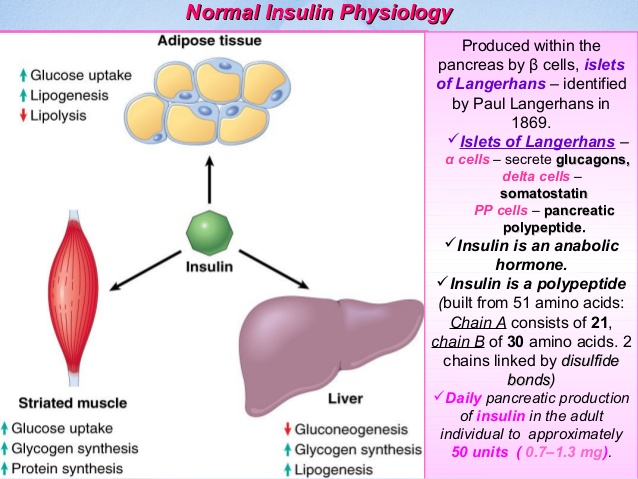 Normal Insulin Physiology
Adipose tissue
↑ Glucose uptake
↑ Lipogenesis
↓ Lipolysis
Insulin
Striated muscle
↑ Glucose uptake
↑ Glycogen synthesis
↑ Protein synthesis
Liver
↓ Gluconeogenesis
↑ Glycogen synthesis
↑ Lipogenesis
Produced within the
pancreas by β cells, islets
of Langerhans – identified
by Paul Langerhans in
1869.
✓Islets of Langerhans –
α cells – secrete glucagons,
delta cells –
somatostatin
PP cells – pancreatic
polypeptide.
✓Insulin is an anabolic
hormone.
✓Insulin is a polypeptide
(built from 51 amino acids:
Chain A consists of 21,
chain B of 30 amino acids. 2
chains linked by disulfide
bonds)
✓Daily pancreatic production
of insulin in the adult
individual to approximately
50 units ( 0.7–1.3 mg).